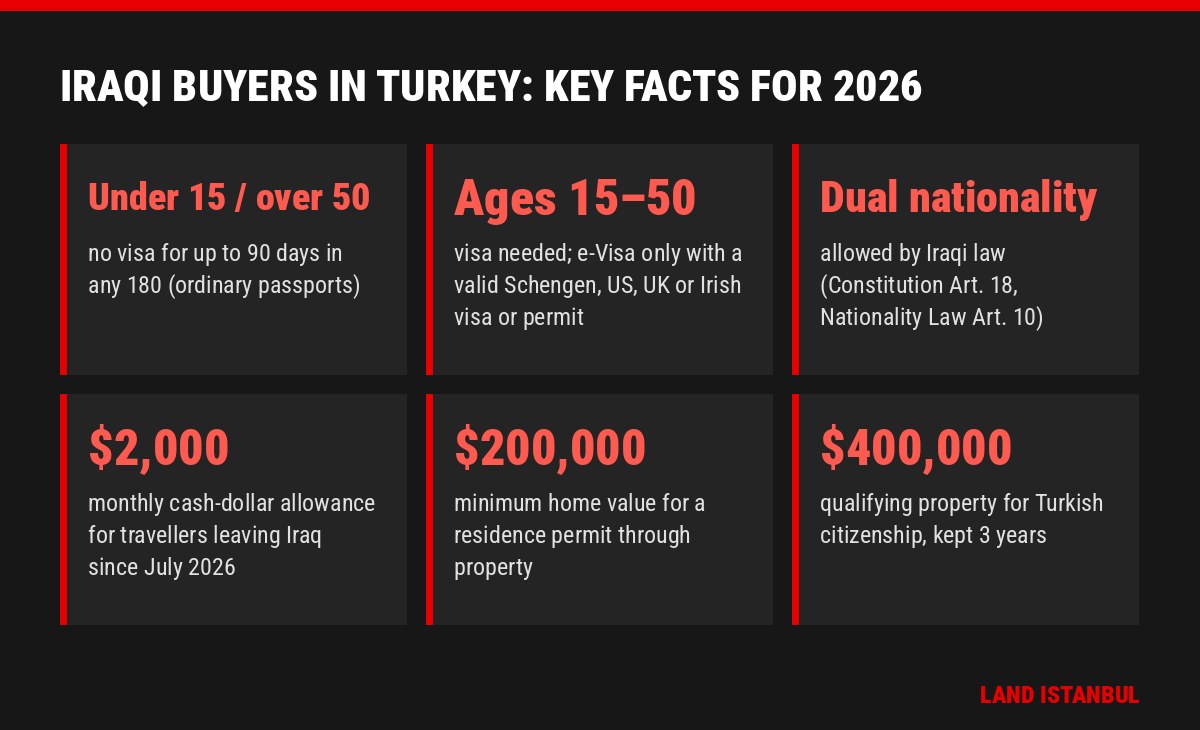 IRAQI BUYERS IN TURKEY: KEY FACTS FOR 2026
Under 15 / over 50
no visa for up to 90 days in
any 180 (ordinary passports)
Ages 15–50
visa needed; e-Visa only with a
valid Schengen, US, UK or Irish
visa or permit
Dual nationality
allowed by Iraqi law
(Constitution Art. 18,
Nationality Law Art. 10)
$2,000
monthly cash-dollar allowance
for travellers leaving Iraq
since July 2026
$200,000
minimum home value for a
residence permit through
property
$400,000
qualifying property for Turkish
citizenship, kept 3 years
LAND ISTANBUL